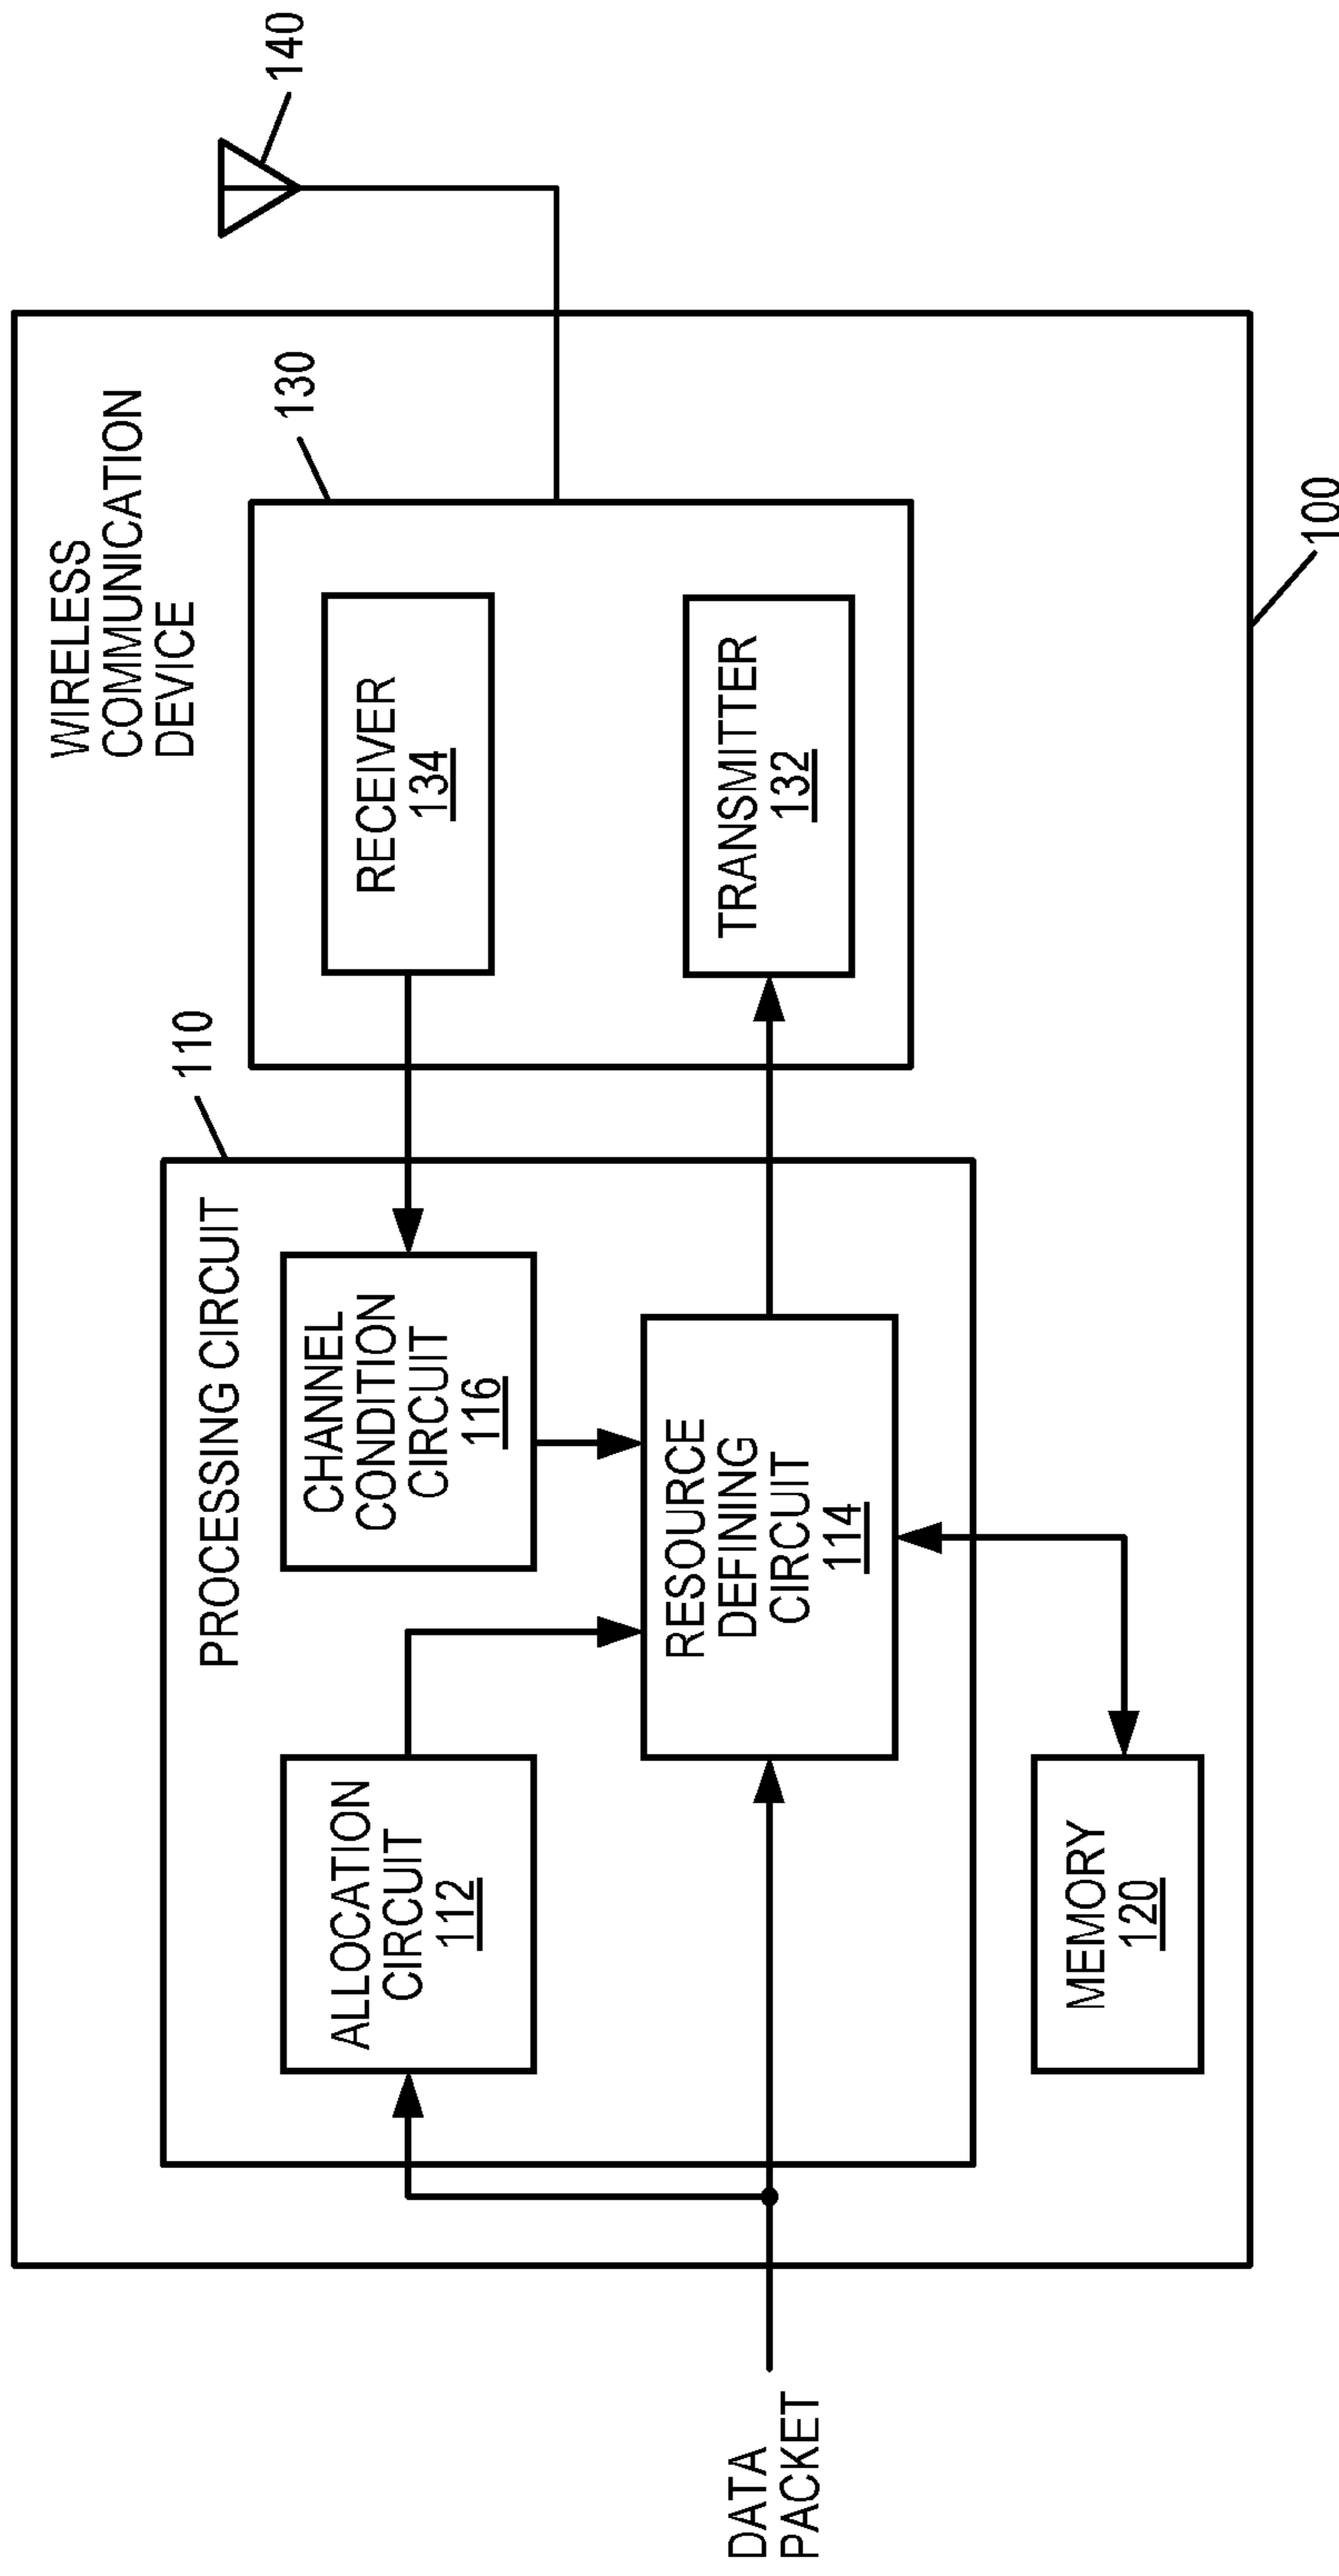 WIRELESS
COMMUNICATION
DEVICE
140
130
110
PROCESSING CIRCUIT
ALLOCATION
CIRCUIT
112
CHANNEL
CONDITION
CIRCUIT
116
RECEIVER
134
RESOURCE
DEFINING
CIRCUIT
114
TRANSMITTER
132
DATA
PACKET
MEMORY
120
100